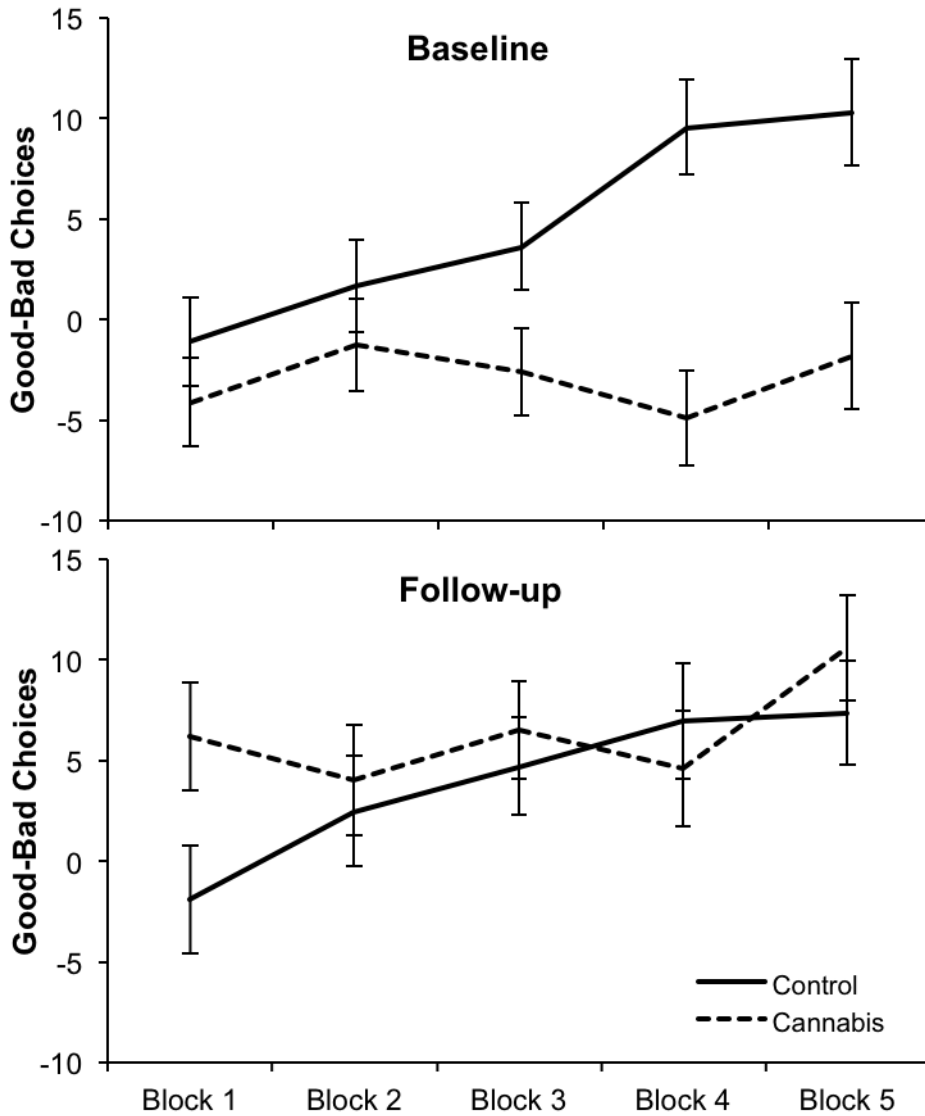 Baseline
Good-Bad Choices
15
10
5
0
-5
-10
Follow-up
Good-Bad Choices
15
10
5
0
-5
-10
Control
Cannabis
Block 1 Block 2 Block 3 Block 4 Block 5